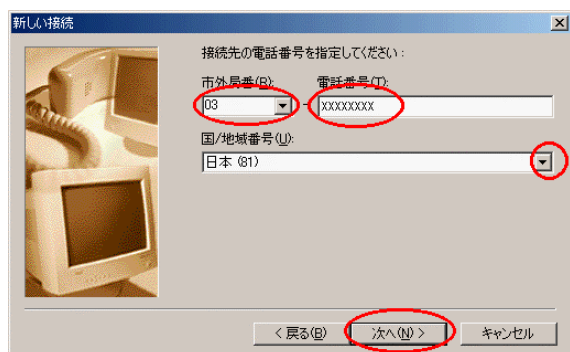 新しい接続
接続先の電話番号を指定してください：
市外局番(R): 電話番号(T):
03 - xxxxxxxx
国/地域番号(U):
日本 (81)
< 戻る(B) 次へ(N) > キャンセル